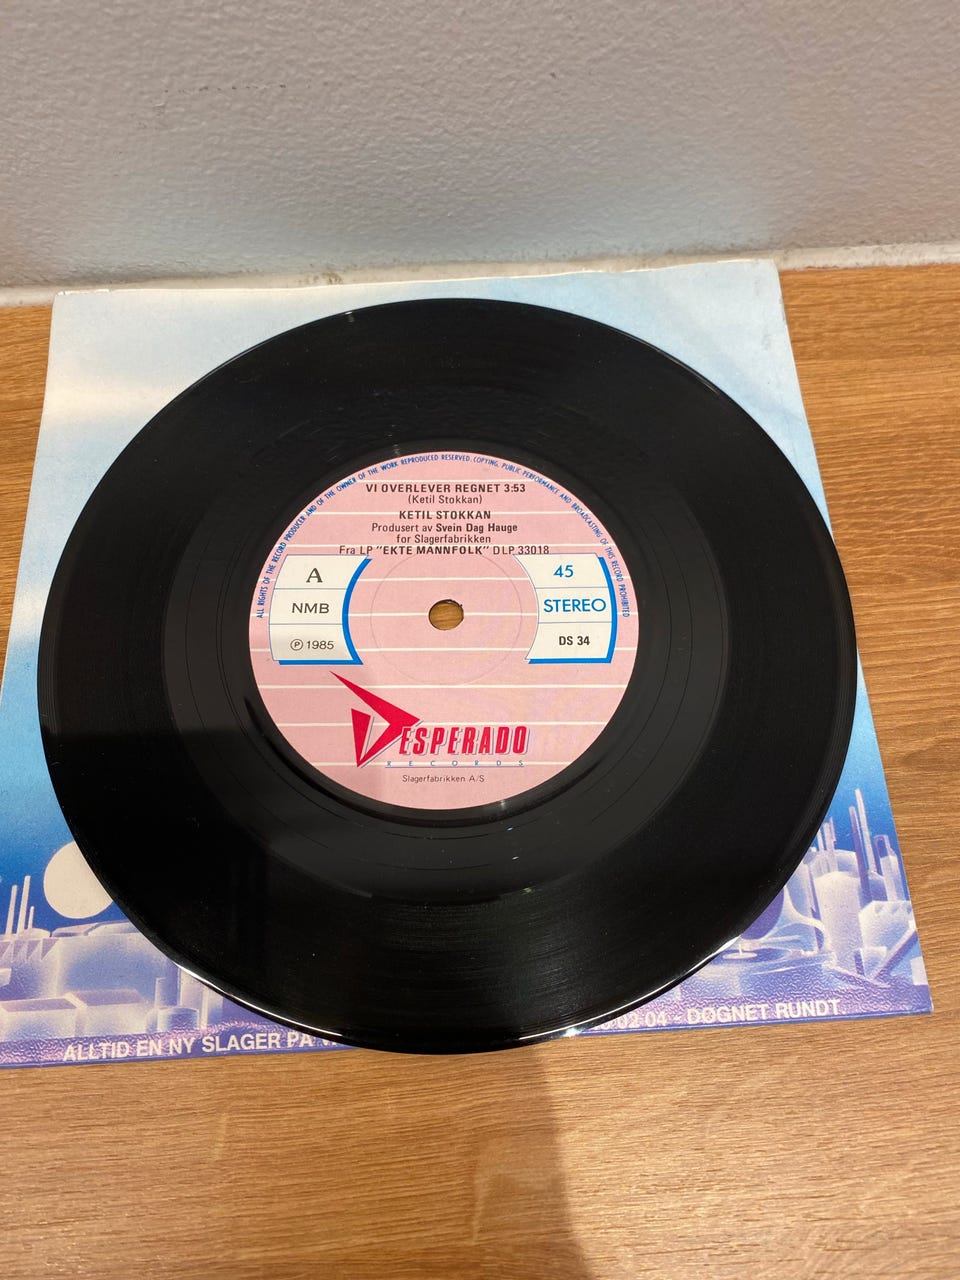 ALL RIGHTS OF THE RECORD PRODUCER AND OF THE OWNER OF THE WORK REPRODUCED RESERVED. COPYING, PUBLIC PERFORMANCE AND BROADCASTING OF THIS RECORD PROHIBITED
VI OVERLEVER REGNET 3:53
(Ketil Stokkan)
KETIL STOKKAN
Produsert av Svein Dag Hauge
for Slagerfabrikken
Fra LP "EKTE MANNFOLK" DLP 33018
A
NMB
℗ 1985
45
STEREO
DS 34
DESPERADO
RECORDS
Slagerfabrikken A/S
ALLTID EN NY SLAGER PÅ
02 04 - DØGNET RUNDT.